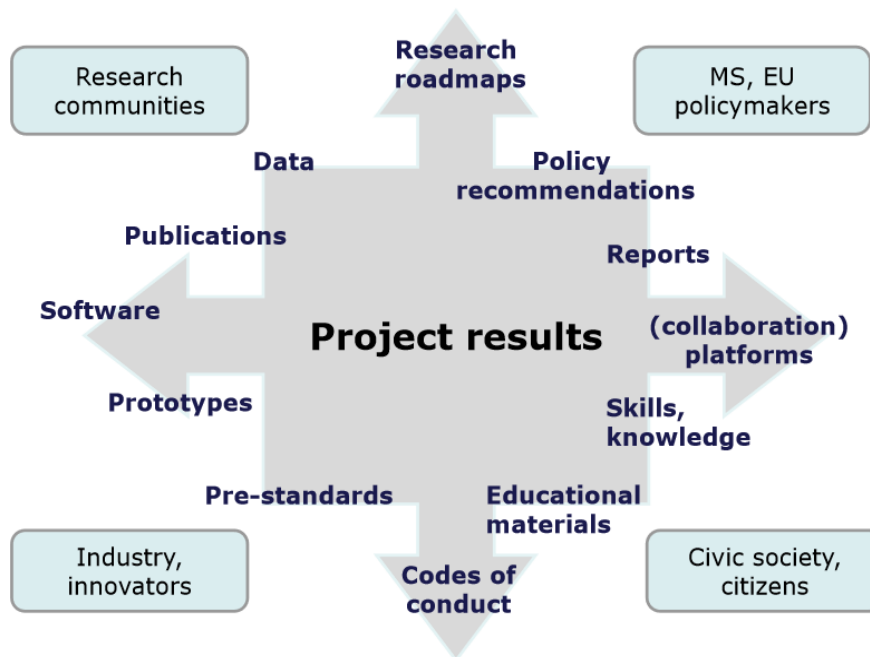 Research
roadmaps
Research
communities
MS, EU
policymakers
Data
Policy
recommendations
Publications
Reports
Software
Project results
(collaboration)
platforms
Prototypes
Skills,
knowledge
Pre-standards
Educational
materials
Industry,
innovators
Codes of
conduct
Civic society,
citizens